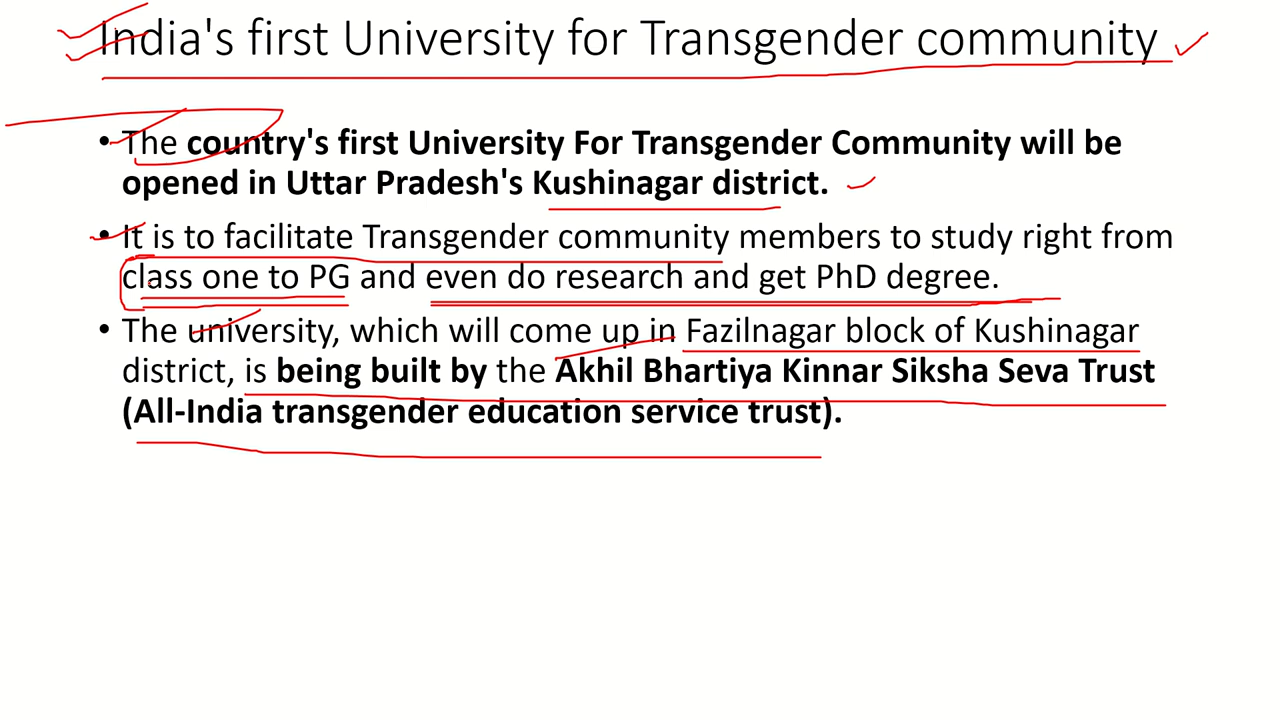 India's first University for Transgender community
• The country's first University For Transgender Community will be
opened in Uttar Pradesh's Kushinagar district.
• It is to facilitate Transgender community members to study right from
class one to PG and even do research and get PhD degree.
• The university, which will come up in Fazilnagar block of Kushinagar
district, is being built by the Akhil Bhartiya Kinnar Siksha Seva Trust
(All-India transgender education service trust).